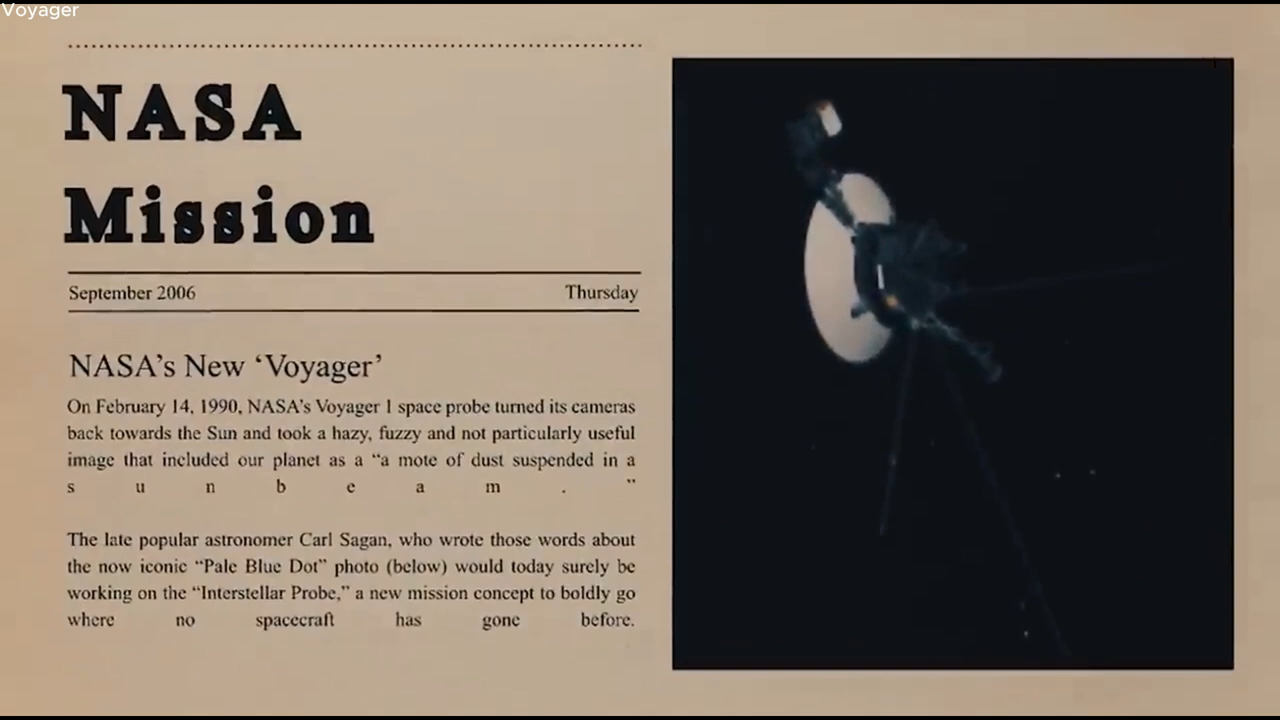 Voyager
NASA
Mission
September 2006 Thursday
NASA’s New ‘Voyager’
On February 14, 1990, NASA’s Voyager 1 space probe turned its cameras
back towards the Sun and took a hazy, fuzzy and not particularly useful
image that included our planet as a “a mote of dust suspended in a
s u n b e a m . ”
The late popular astronomer Carl Sagan, who wrote those words about
the now iconic “Pale Blue Dot” photo (below) would today surely be
working on the “Interstellar Probe,” a new mission concept to boldly go
where no spacecraft has gone before.